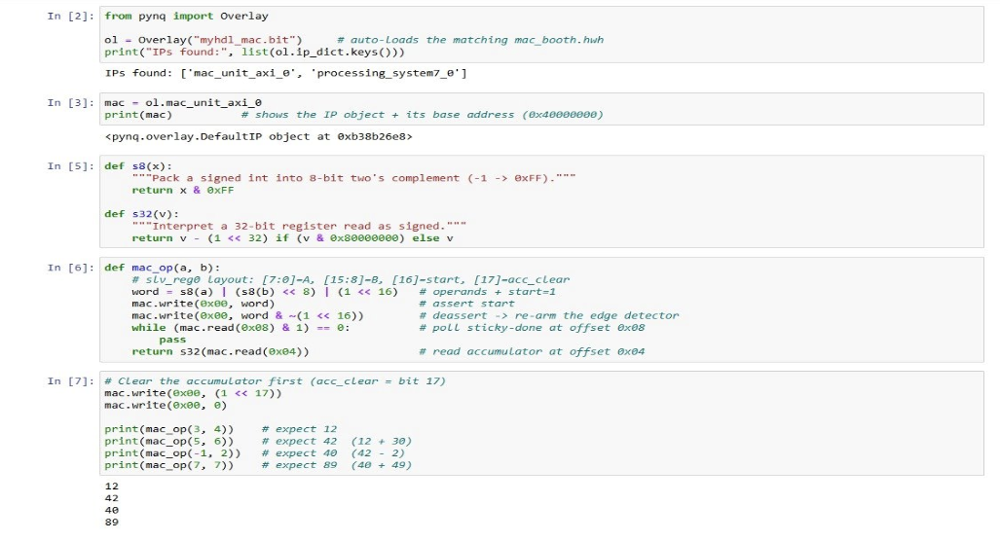 In [2]: from pynq import Overlay
ol = Overlay("myhdl_mac.bit")      # auto-loads the matching mac_booth.hwh
print("IPs found:", list(ol.ip_dict.keys()))
IPs found: ['mac_unit_axi_0', 'processing_system7_0']
In [3]: mac = ol.mac_unit_axi_0
print(mac)           # shows the IP object + its base address (0x40000000)
<pynq.overlay.DefaultIP object at 0xb38b26e8>
In [5]: def s8(x):
    """Pack a signed int into 8-bit two's complement (-1 -> 0xFF)."""
    return x & 0xFF
def s32(v):
    """Interpret a 32-bit register read as signed."""
    return v - (1 << 32) if (v & 0x80000000) else v
In [6]: def mac_op(a, b):
    # slv_reg0 layout: [7:0]=A, [15:8]=B, [16]=start, [17]=acc_clear
    word = s8(a) | (s8(b) << 8) | (1 << 16)   # operands + start=1
    mac.write(0x00, word)                     # assert start
    mac.write(0x00, word & ~(1 << 16))        # deassert -> re-arm the edge detector
    while (mac.read(0x08) & 1) == 0:          # poll sticky-done at offset 0x08
        pass
    return s32(mac.read(0x04))                # read accumulator at offset 0x04
In [7]: # Clear the accumulator first (acc_clear = bit 17)
mac.write(0x00, (1 << 17))
mac.write(0x00, 0)
print(mac_op(3, 4))    # expect 12
print(mac_op(5, 6))    # expect 42  (12 + 30)
print(mac_op(-1, 2))   # expect 40  (42 - 2)
print(mac_op(7, 7))    # expect 89  (40 + 49)
12
42
40
89